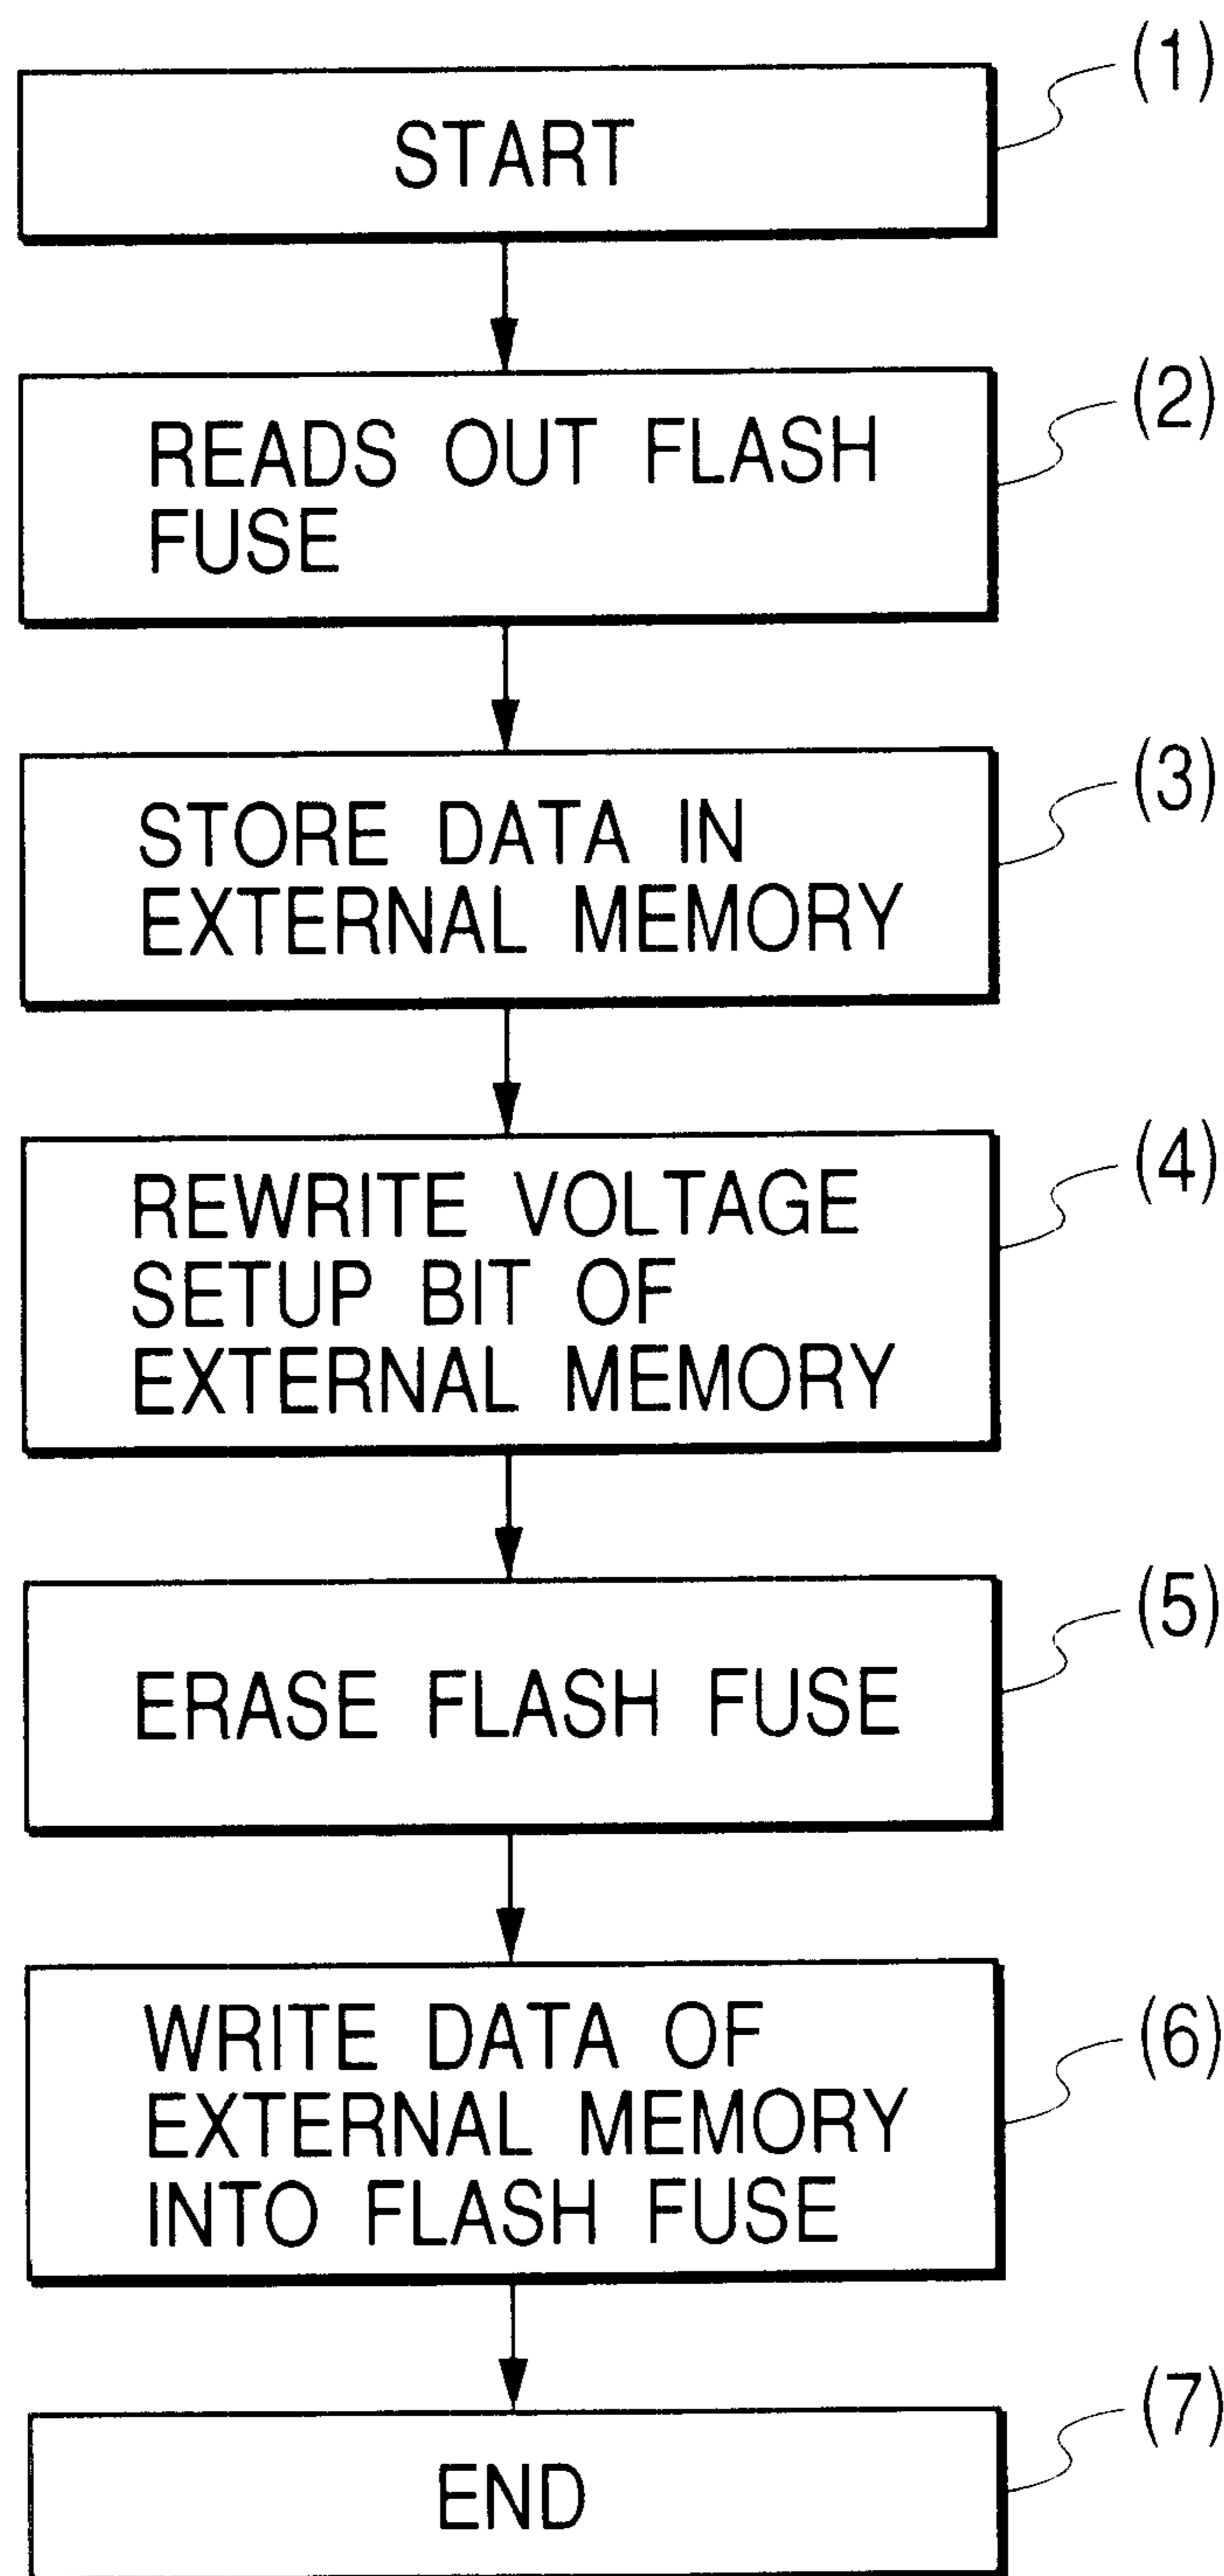 (1)
START
(2)
READS OUT FLASH
FUSE
(3)
STORE DATA IN
EXTERNAL MEMORY
(4)
REWRITE VOLTAGE
SETUP BIT OF
EXTERNAL MEMORY
(5)
ERASE FLASH FUSE
(6)
WRITE DATA OF
EXTERNAL MEMORY
INTO FLASH FUSE
(7)
END